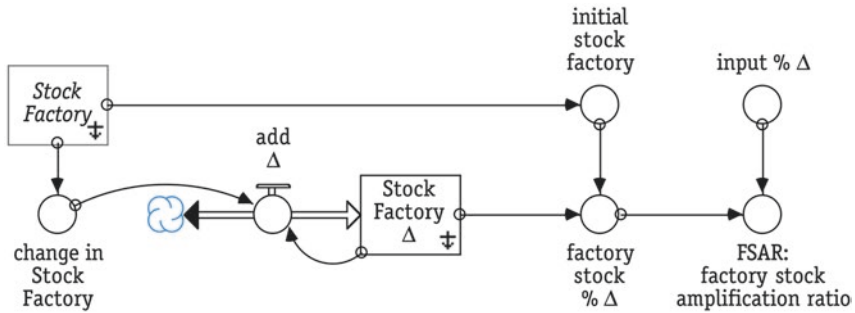 initial
stock
factory
input % Δ
Stock
Factory
add
Δ
Stock
Factory
Δ
change in
Stock
Factory
factory
stock
% Δ
FSAR:
factory stock
amplification ratio